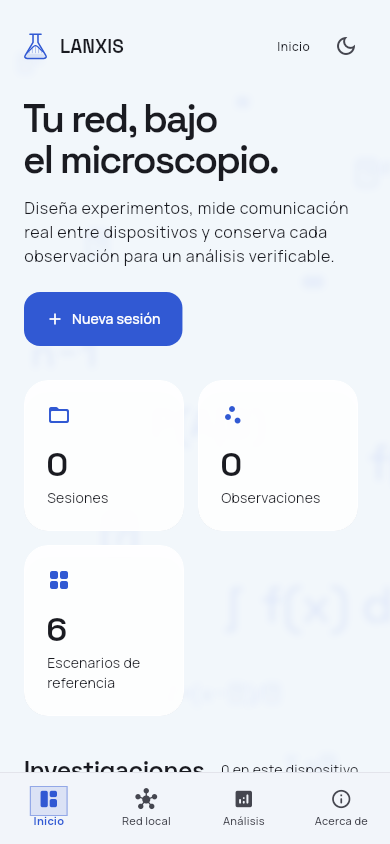 LANXIS
Inicio
Tu red, bajo
el microscopio.
Diseña experimentos, mide comunicación
real entre dispositivos y conserva cada
observación para un análisis verificable.
Nueva sesión
0
Sesiones
0
Observaciones
6
Escenarios de
referencia
∫ f(x) d
Investigaciones
0 en este dispositivo
Inicio
Red local
Análisis
Acerca de